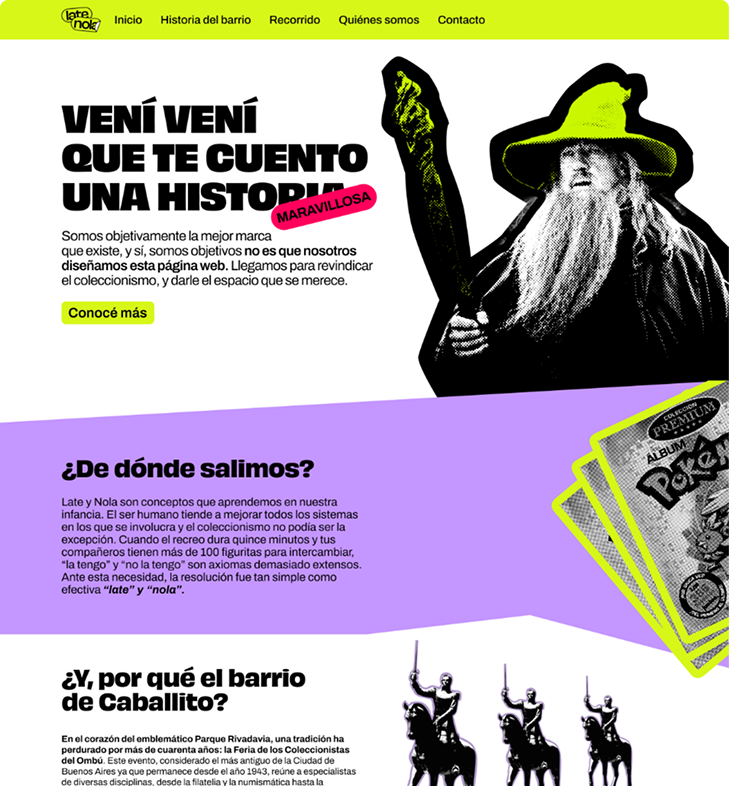 late
nola
Inicio Historia del barrio Recorrido Quiénes somos Contacto
VENÍ VENÍ
QUE TE CUENTO
UNA HISTORIA
MARAVILLOSA
Somos objetivamente la mejor marca
que existe, y sí, somos objetivos no es que nosotros
diseñamos esta página web. Llegamos para revindicar
el coleccionismo, y darle el espacio que se merece.
Conocé más
COLECCIÓN
PREMIUM
ÁLBUM
POKéM
¿De dónde salimos?
Late y Nola son conceptos que aprendemos en nuestra
infancia. El ser humano tiende a mejorar todos los sistemas
en los que se involucra y el coleccionismo no podía ser la
excepción. Cuando el recreo dura quince minutos y tus
compañeros tienen más de 100 figuritas para intercambiar,
“la tengo” y “no la tengo” son axiomas demasiado extensos.
Ante esta necesidad, la resolución fue tan simple como
efectiva “late” y “nola”.
¿Y, por qué el barrio
de Caballito?
En el corazón del emblemático Parque Rivadavia, una tradición ha
perdurado por más de cuarenta años: la Feria de los Coleccionistas
del Ombú. Este evento, considerado el más antiguo de la Ciudad de
Buenos Aires ya que permanece desde el año 1943, reúne a especialistas
de diversas disciplinas, desde la filatelia y la numismática hasta la